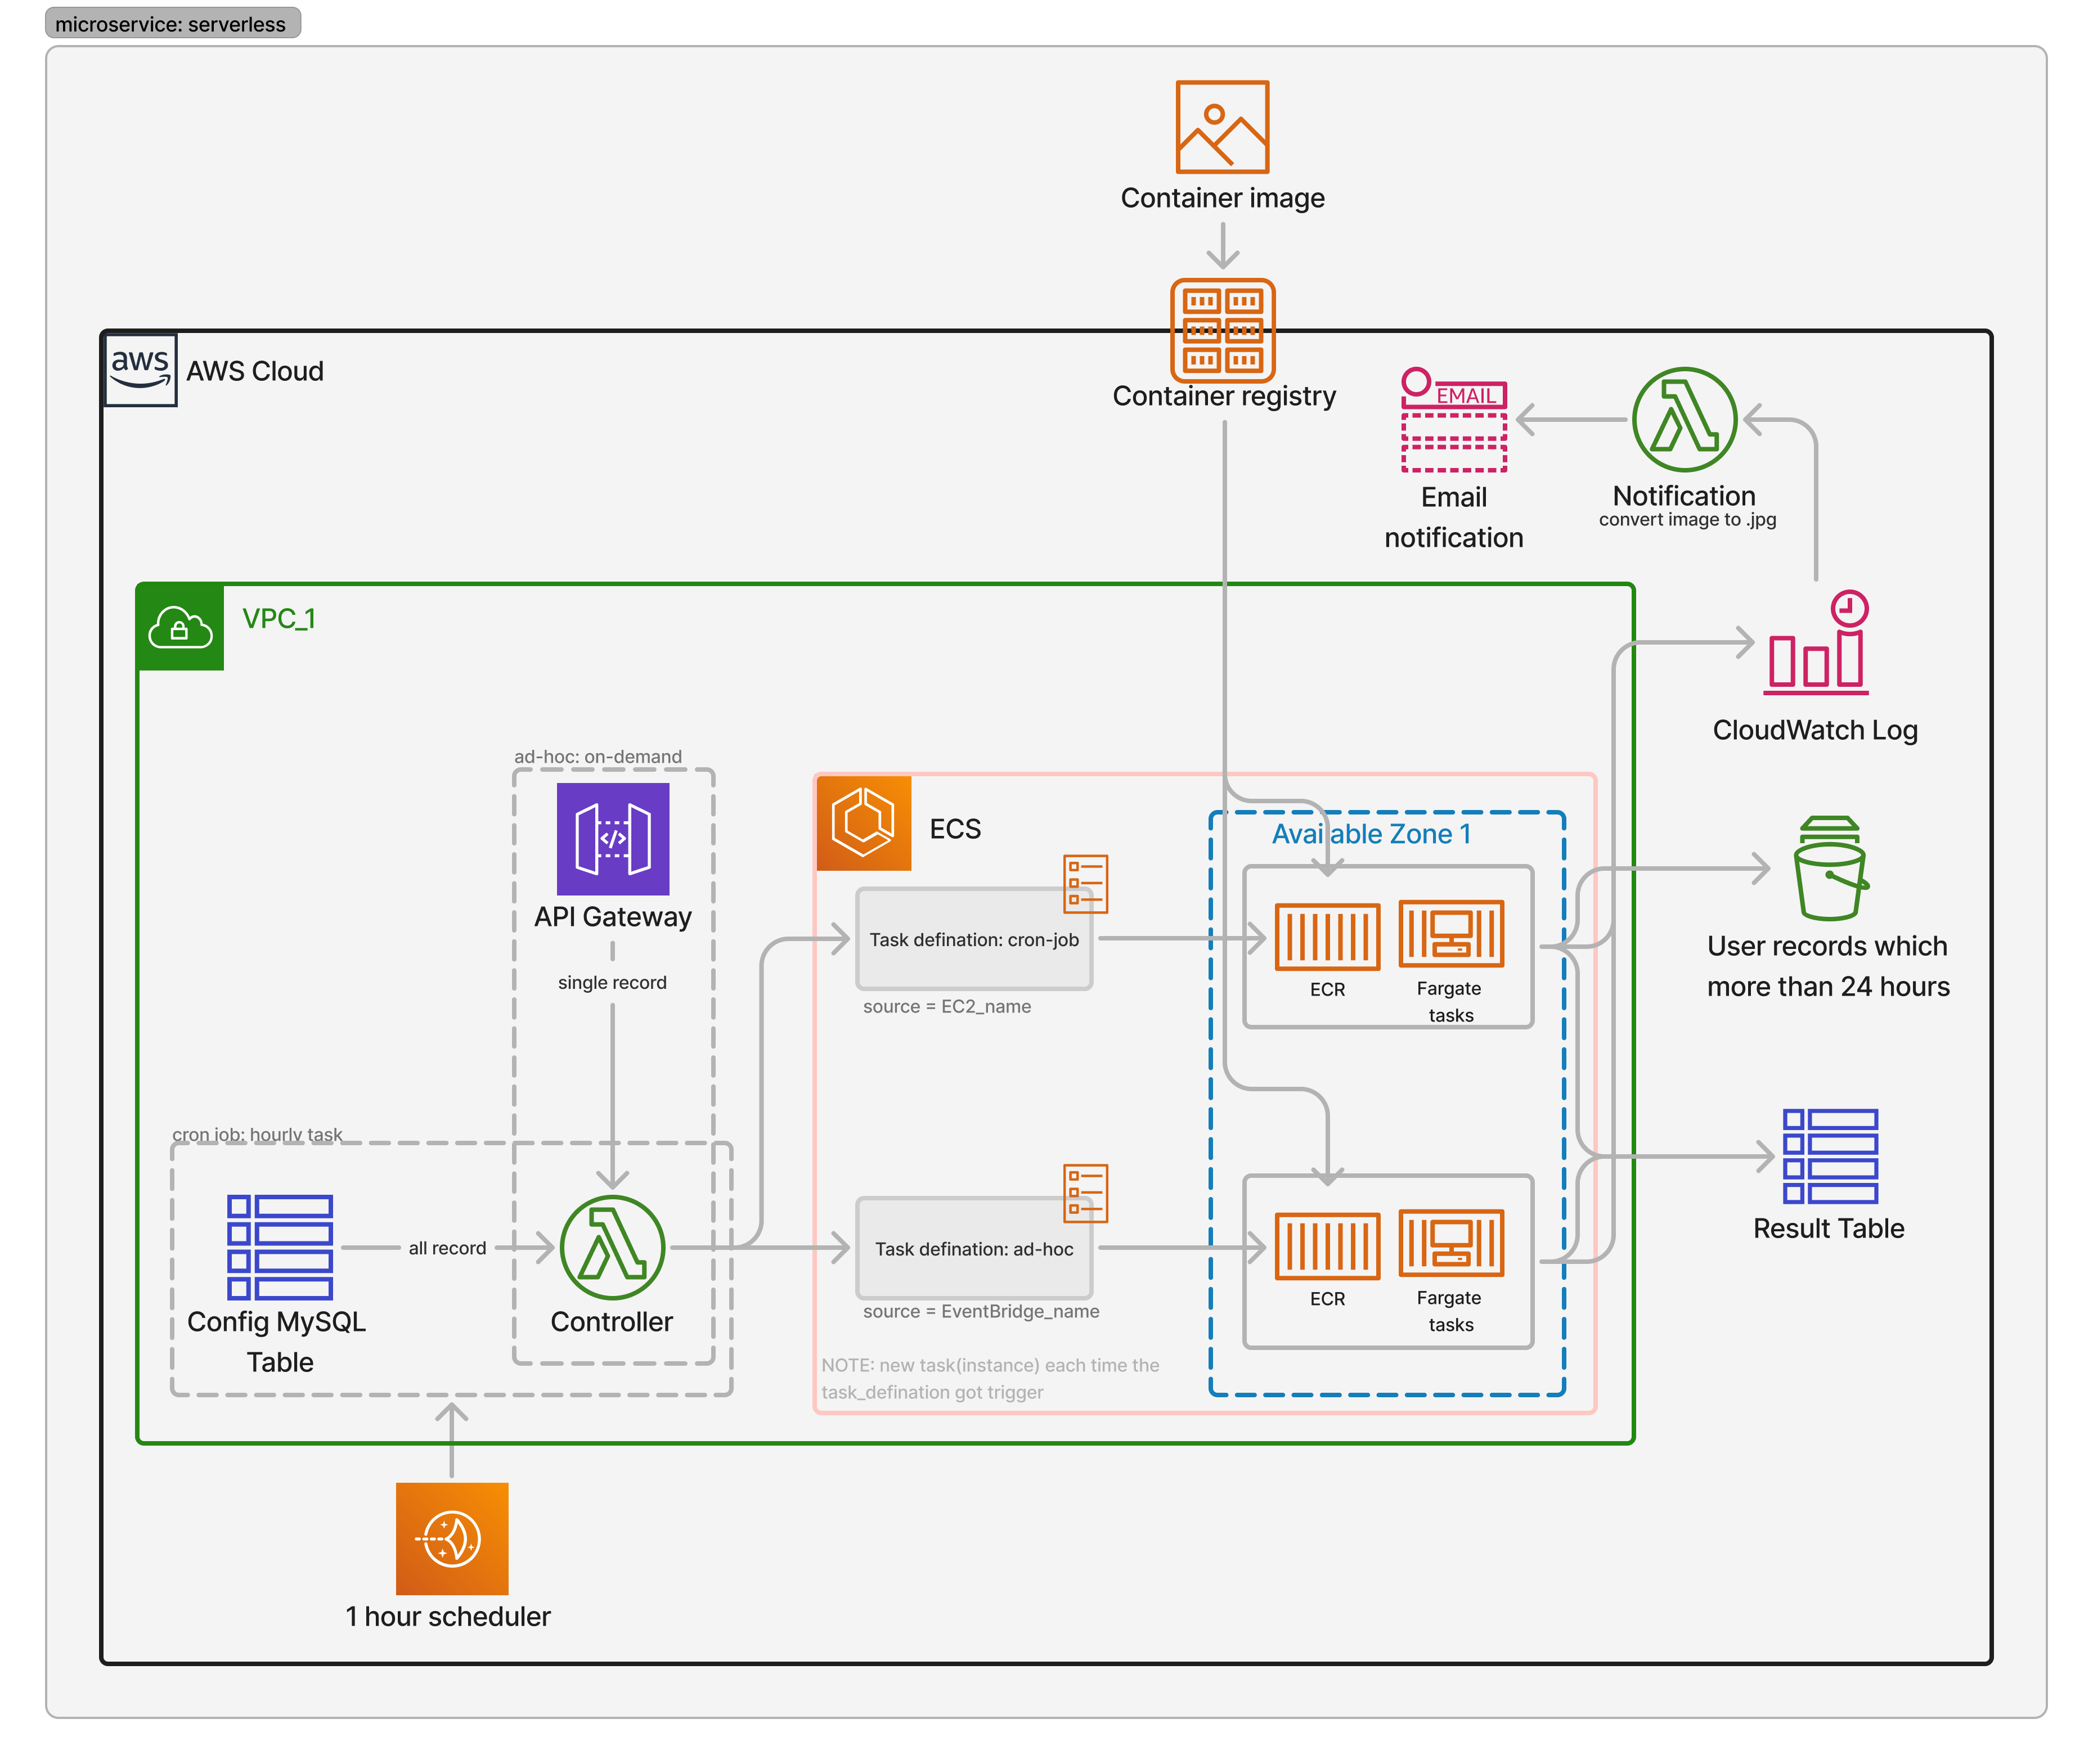 microservice: serverless
Container image
Container registry
aws
AWS Cloud
EMAIL
Email
notification
Notification
convert image to .jpg
VPC_1
CloudWatch Log
ad-hoc: on-demand
API Gateway
single record
ECS
Available Zone 1
Task defination: cron-job
source = EC2_name
ECR
Fargate
tasks
User records which
more than 24 hours
cron job: hourly task
Config MySQL
Table
all record
Controller
Task defination: ad-hoc
source = EventBridge_name
NOTE: new task(instance) each time the
task_defination got trigger
ECR
Fargate
tasks
Result Table
1 hour scheduler